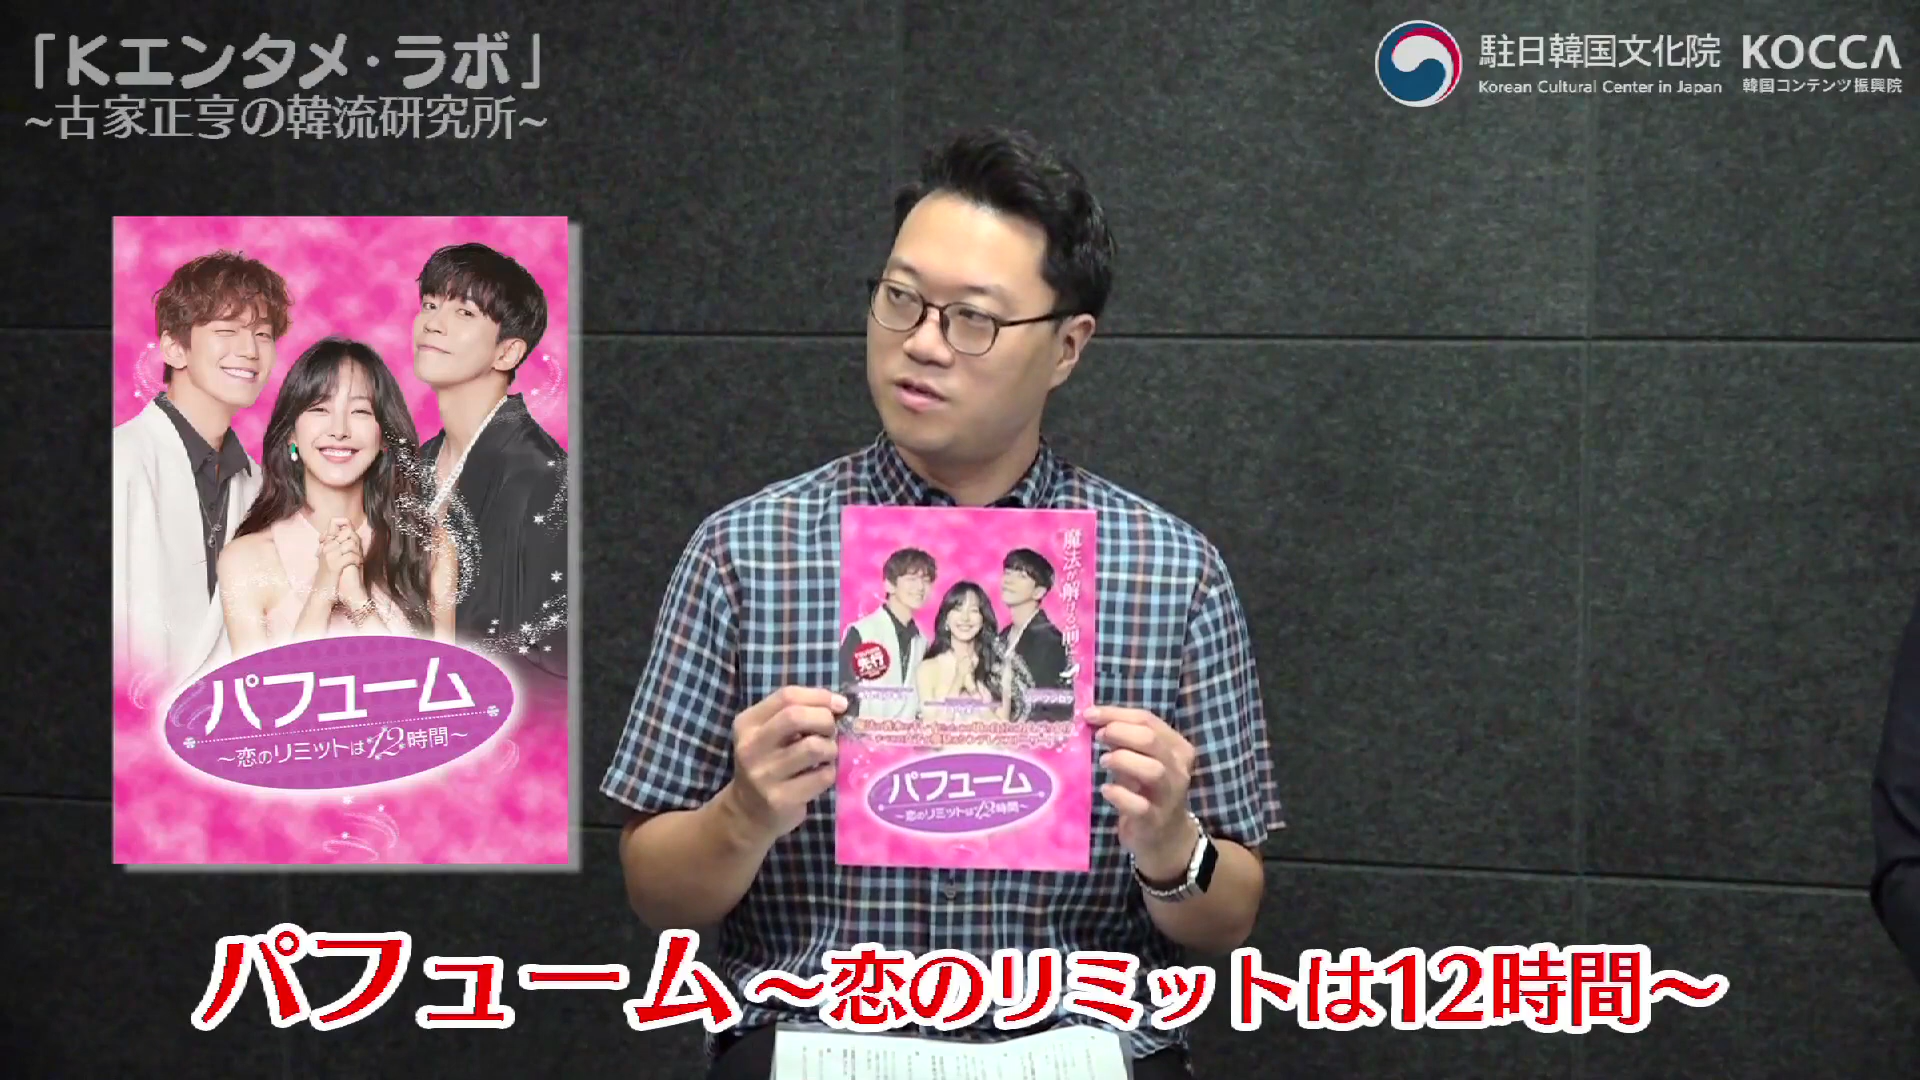 「Kエンタメ・ラボ」
~古家正亨の韓流研究所~
駐日韓国文化院
Korean Cultural Center in Japan
KOCCA
韓国コンテンツ振興院
パフューム
～恋のリミットは12時間～
魔法が解ける前に
先行
パフューム
～恋のリミットは12時間～
パフューム～恋のリミットは12時間～